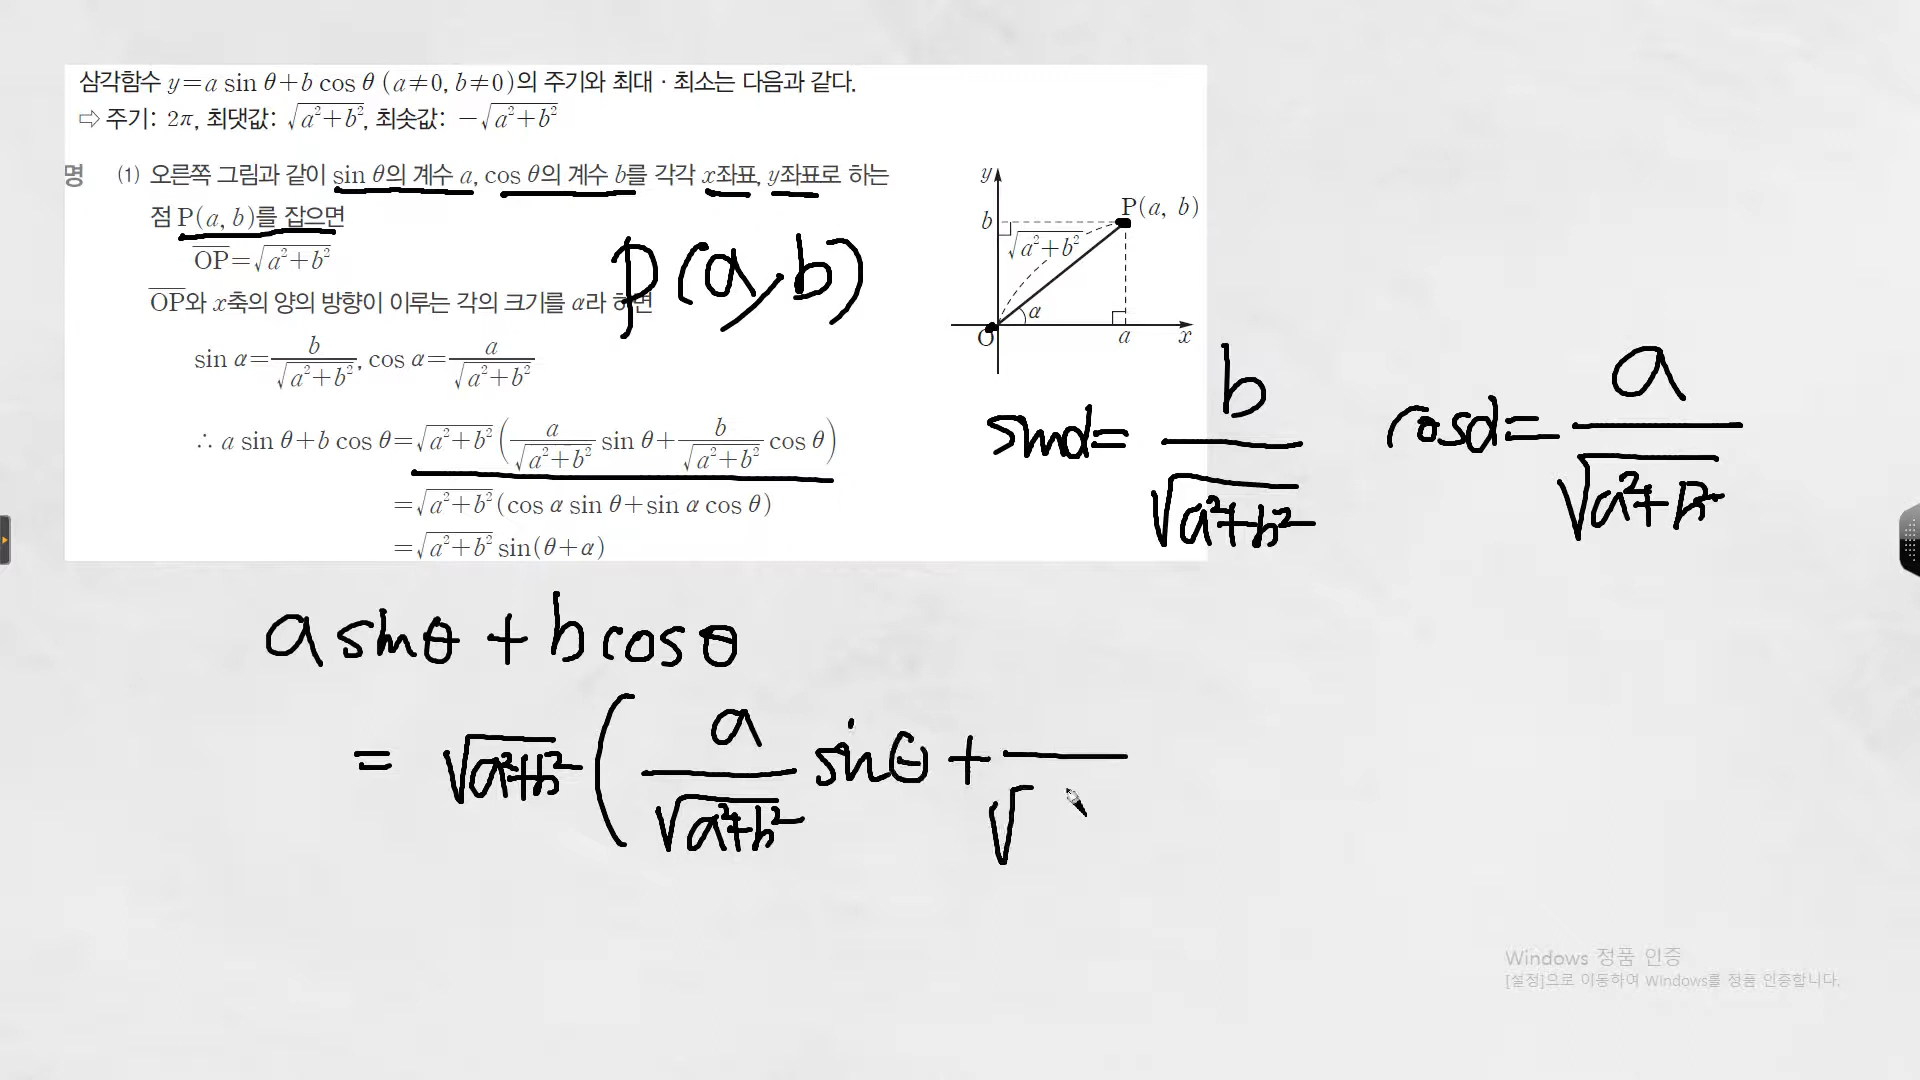 삼각함수 y=a sin θ+b cos θ (a≠0, b≠0)의 주기와 최대·최소는 다음과 같다.
⇨ 주기: 2π, 최댓값: √(a²+b²), 최솟값: −√(a²+b²)
명 (1) 오른쪽 그림과 같이 sin θ의 계수 a, cos θ의 계수 b를 각각 x좌표, y좌표로 하는
점 P(a, b)를 잡으면
OP=√(a²+b²)
OP와 x축의 양의 방향이 이루는 각의 크기를 α라 하면
sin α=b/√(a²+b²), cos α=a/√(a²+b²)
∴ a sin θ+b cos θ=√(a²+b²)(a/√(a²+b²) sin θ+b/√(a²+b²) cos θ)
=√(a²+b²)(cos α sin θ+sin α cos θ)
=√(a²+b²) sin(θ+α)
y
b
P(a, b)
√(a²+b²)
α
O
a
x
P(a, b)
sinα= b/√(a²+b²)
cosα= a/√(a²+b²)
a sinθ + b cosθ
= √(a²+b²) ( a/√(a²+b²) sinθ + /√
Windows 정품 인증
[설정]으로 이동하여 Windows를 정품 인증합니다.